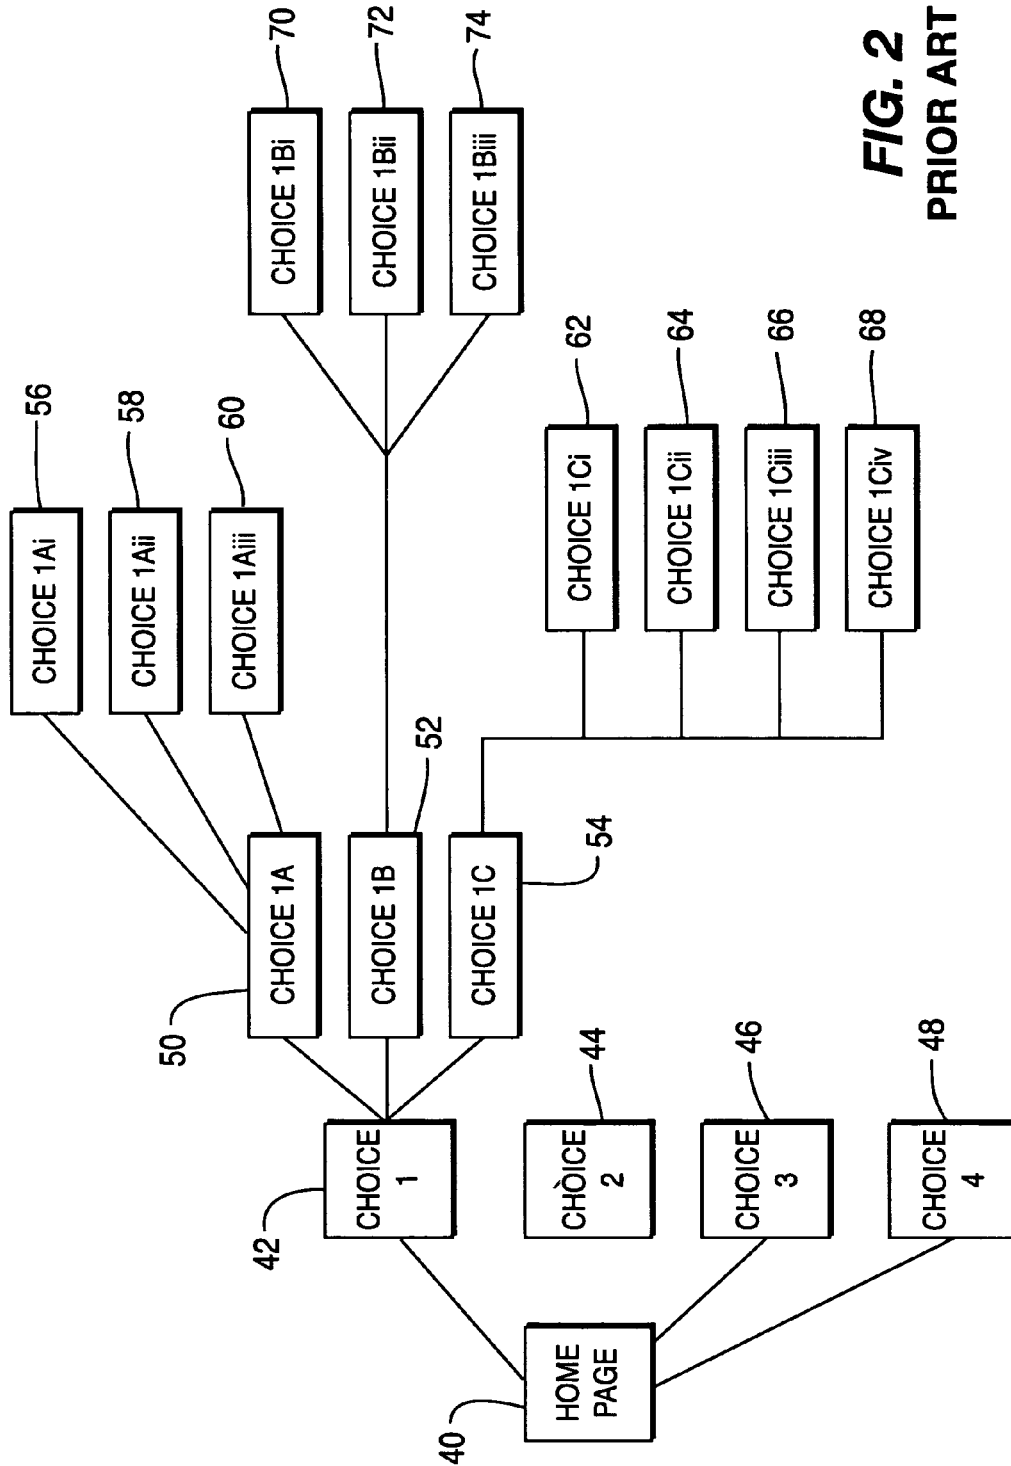 56
CHOICE 1Ai
58
CHOICE 1Aii
60
CHOICE 1Aiii
70
CHOICE 1Bi
72
CHOICE 1Bii
74
CHOICE 1Biii
50
CHOICE 1A
52
CHOICE 1B
54
CHOICE 1C
62
CHOICE 1Ci
64
CHOICE 1Cii
66
CHOICE 1Ciii
68
CHOICE 1Civ
42
CHOICE
1
44
CHOICE
2
46
CHOICE
3
48
CHOICE
4
40
HOME
PAGE
FIG. 2
PRIOR ART